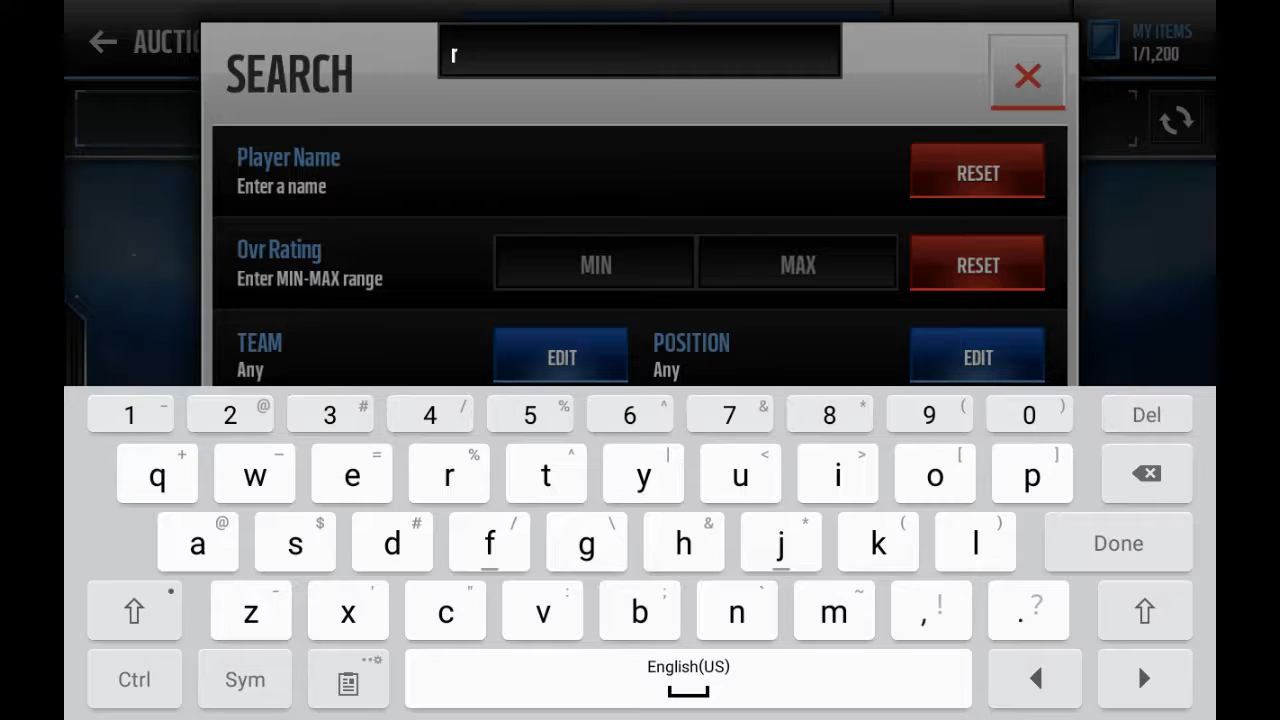 AUCTIO
SEARCH
r
MY ITEMS
1/1,200
Player Name
Enter a name
RESET
Ovr Rating
Enter MIN-MAX range
MIN
MAX
RESET
TEAM
Any
EDIT
POSITION
Any
EDIT
1 - 2 @ 3 # 4 / 5 % 6 ^ 7 & 8 * 9 ( 0 ) Del
q + w − e = r % t ^ y | u < i > o [ p ]
a @ s $ d # f / g \ h & j * k ( l ) Done
z - x ' c " v : b ; n ` m ~ , ! . ?
Ctrl Sym English(US)